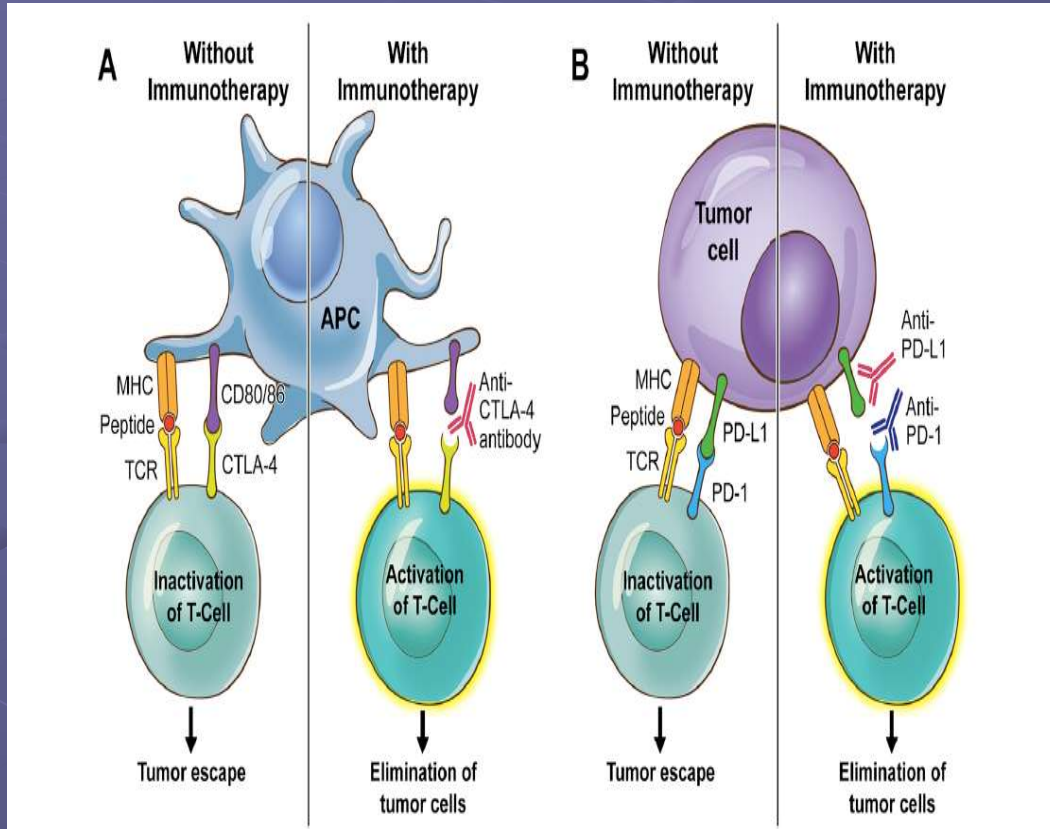 A
Without
Immunotherapy
With
Immunotherapy
APC
MHC
CD80/86
Peptide
TCR
CTLA-4
Anti-
CTLA-4
antibody
Inactivation
of T-Cell
Activation
of T-Cell
Tumor escape
Elimination of
tumor cells
B
Without
Immunotherapy
With
Immunotherapy
Tumor
cell
MHC
Peptide
TCR
PD-L1
PD-1
Anti-
PD-L1
Anti-
PD-1
Inactivation
of T-Cell
Activation
of T-Cell
Tumor escape
Elimination of
tumor cells